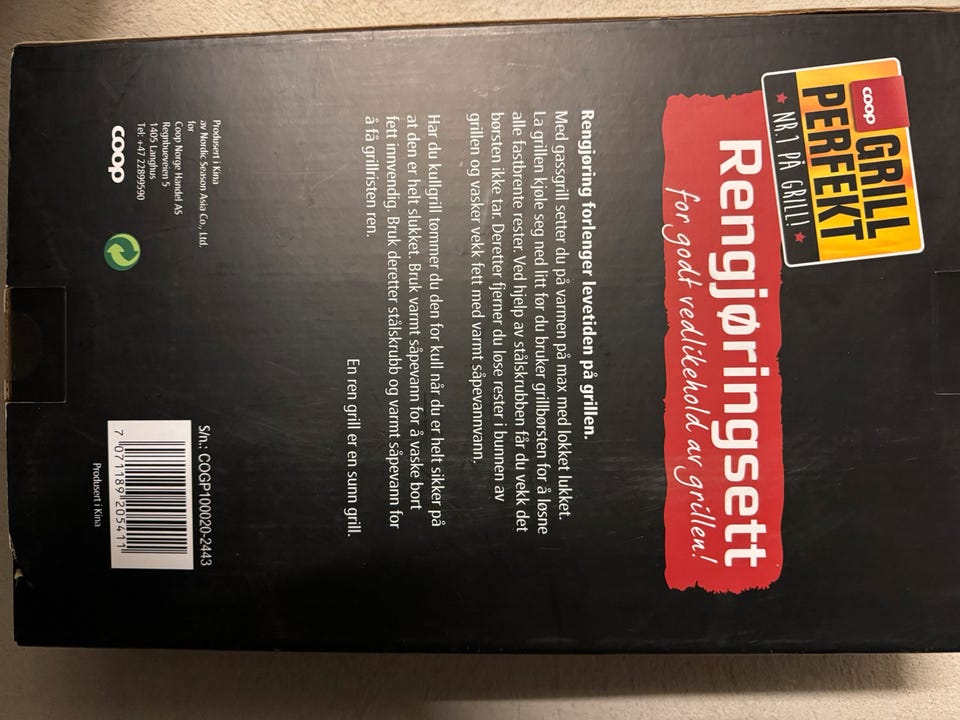 coop
GRILL
PERFEKT
★ NR.1 PÅ GRILL! ★
Rengjøringsett
for godt vedlikehold av grillen!
Rengjøring forlenger levetiden på grillen.
Med gassgrill setter du på varmen på max med lokket lukket.
La grillen kjøle seg ned litt før du bruker grillbørsten for å løsne
alle fastbrente rester. Ved hjelp av stålskrubben får du vekk det
børsten ikke tar. Deretter fjerner du løse rester i bunnen av
grillen og vasker vekk fett med varmt såpevannvann.
Har du kullgrill tømmer du den for kull når du er helt sikker på
at den er helt slukket. Bruk varmt såpevann for å vaske bort
fett innvendig. Bruk deretter stålskrubb og varmt såpevann for
å få grillristen ren.
En ren grill er en sunn grill.
Produsert i Kina
av Nordic Season Asia Co., Ltd.
for
Coop Norge Handel AS
Regnbueveien 5
1405 Langhus
Tel: +47 22899590
coop
S/n.: COGP100020-2443
7 071189 205411
Produsert i Kina